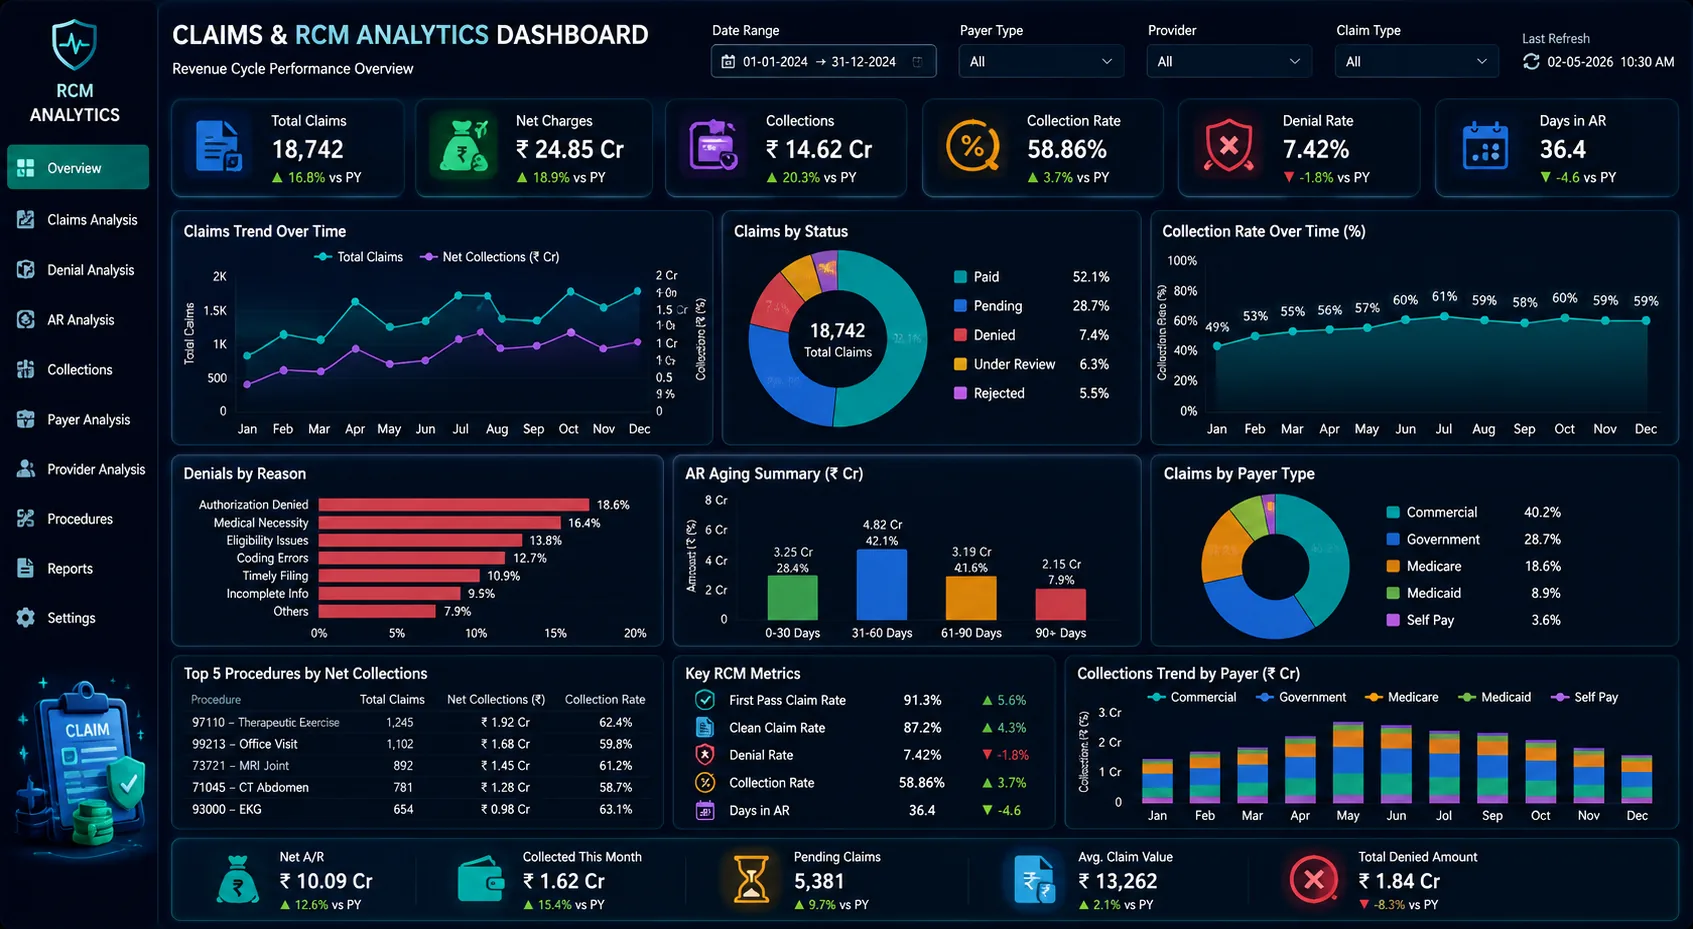 RCM
ANALYTICS
Overview
Claims Analysis
Denial Analysis
AR Analysis
Collections
Payer Analysis
Provider Analysis
Procedures
Reports
Settings
CLAIM
CLAIMS & RCM ANALYTICS DASHBOARD
Revenue Cycle Performance Overview
Date Range
01-01-2024 → 31-12-2024
Payer Type
All
Provider
All
Claim Type
All
Last Refresh
02-05-2026 10:30 AM
Total Claims
18,742
▲ 16.8% vs PY
Net Charges
₹ 24.85 Cr
▲ 18.9% vs PY
Collections
₹ 14.62 Cr
▲ 20.3% vs PY
Collection Rate
58.86%
▲ 3.7% vs PY
Denial Rate
7.42%
▼ -1.8% vs PY
Days in AR
36.4
▼ -4.6 vs PY
Claims Trend Over Time
Total Claims
Net Collections (₹ Cr)
Total Claims
2K
1.5K
1K
500
0
2 Cr
1.5 Cr
1 Cr
0.5
0
Jan Feb Mar Apr May Jun Jul Aug Sep Oct Nov Dec
Claims by Status
18,742
Total Claims
Paid 52.1%
Pending 28.7%
Denied 7.4%
Under Review 6.3%
Rejected 5.5%
Collection Rate Over Time (%)
100%
80%
60%
40%
20%
0%
49% 53% 55% 56% 57% 60% 61% 59% 58% 60% 59% 59%
Jan Feb Mar Apr May Jun Jul Aug Sep Oct Nov Dec
Denials by Reason
Authorization Denied 18.6%
Medical Necessity 16.4%
Eligibility Issues 13.8%
Coding Errors 12.7%
Timely Filing 10.9%
Incomplete Info 9.5%
Others 7.9%
0% 5% 10% 15% 20%
AR Aging Summary (₹ Cr)
8 Cr
6 Cr
4 Cr
2 Cr
0
3.25 Cr
28.4%
4.82 Cr
42.1%
3.19 Cr
41.6%
2.15 Cr
7.9%
0-30 Days 31-60 Days 61-90 Days 90+ Days
Claims by Payer Type
Commercial 40.2%
Government 28.7%
Medicare 18.6%
Medicaid 8.9%
Self Pay 3.6%
Top 5 Procedures by Net Collections
Procedure Total Claims Net Collections (₹) Collection Rate
97110 – Therapeutic Exercise 1,245 ₹ 1.92 Cr 62.4%
99213 – Office Visit 1,102 ₹ 1.68 Cr 59.8%
73721 – MRI Joint 892 ₹ 1.45 Cr 61.2%
71045 – CT Abdomen 781 ₹ 1.28 Cr 58.7%
93000 – EKG 654 ₹ 0.98 Cr 63.1%
Key RCM Metrics
First Pass Claim Rate 91.3% ▲ 5.6%
Clean Claim Rate 87.2% ▲ 4.3%
Denial Rate 7.42% ▼ -1.8%
Collection Rate 58.86% ▲ 3.7%
Days in AR 36.4 ▼ -4.6
Collections Trend by Payer (₹ Cr)
Commercial Government Medicare Medicaid Self Pay
3. Cr
2 Cr
1 Cr
0
Jan Feb Mar Apr May Jun Jol Sep Oct Nov Dec
Net A/R
₹ 10.09 Cr
▲ 12.6% vs PY
Collected This Month
₹ 1.62 Cr
▲ 15.4% vs PY
Pending Claims
5,381
▲ 9.7% vs PY
Avg. Claim Value
₹ 13,262
▲ 2.1% vs PY
Total Denied Amount
₹ 1.84 Cr
▼ -8.3% vs PY